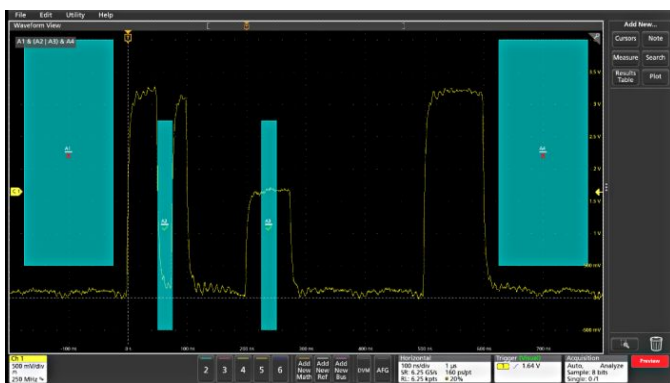 File Edit Utility Help
Waveform View
Add New...
A1 & (A2 | A3) & A4
Cursors Note
Measure Search
Results Table Plot
3.5 V
3 V
2.5 V
2 V
1.5 V
1 V
500 mV
0 V
-500 mV
A1
A2
A3
A4
C 1
-100 ns 0 s 100 ns 200 ns 300 ns 400 ns 500 ns 600 ns 700 ns
Ch 1
500 mV/div
250 MHz
2 3 4 5 6
Add New Math
Add New Ref
Add New Bus
DVM AFG
Horizontal
100 ns/div 1 µs
SR: 6.25 GS/s 160 ps/pt
RL: 6.25 kpts 20%
Trigger (Visual)
1.64 V
Acquisition
Auto, Analyze
Sample: 8 bits
Single: 0 /1
Preview